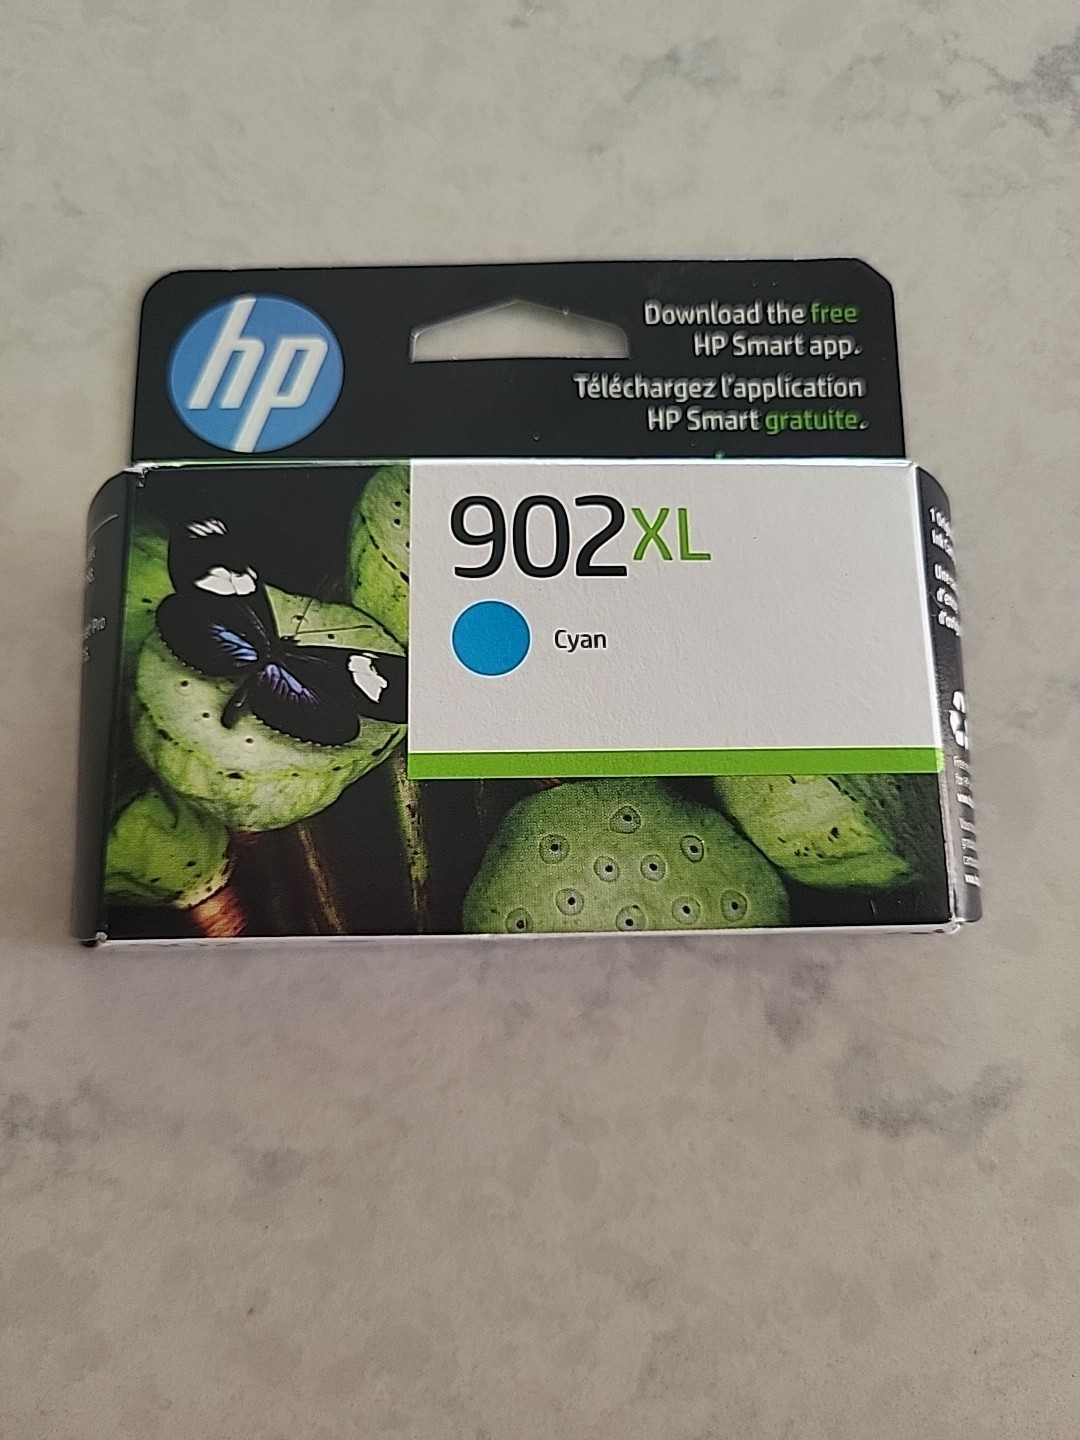 hp
Download the free
HP Smart app.
Téléchargez l'application
HP Smart gratuite.
902XL
Cyan